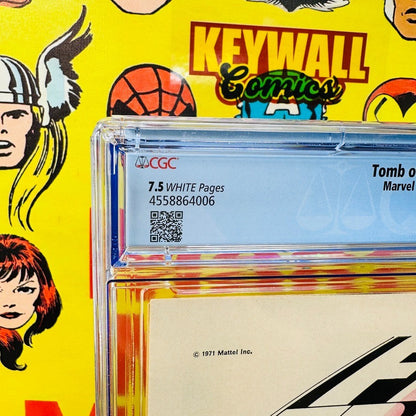 KEYWALL
Comics
CGC
Tomb o
7.5 WHITE Pages
Marvel
4558864006
© 1971 Mattel Inc.